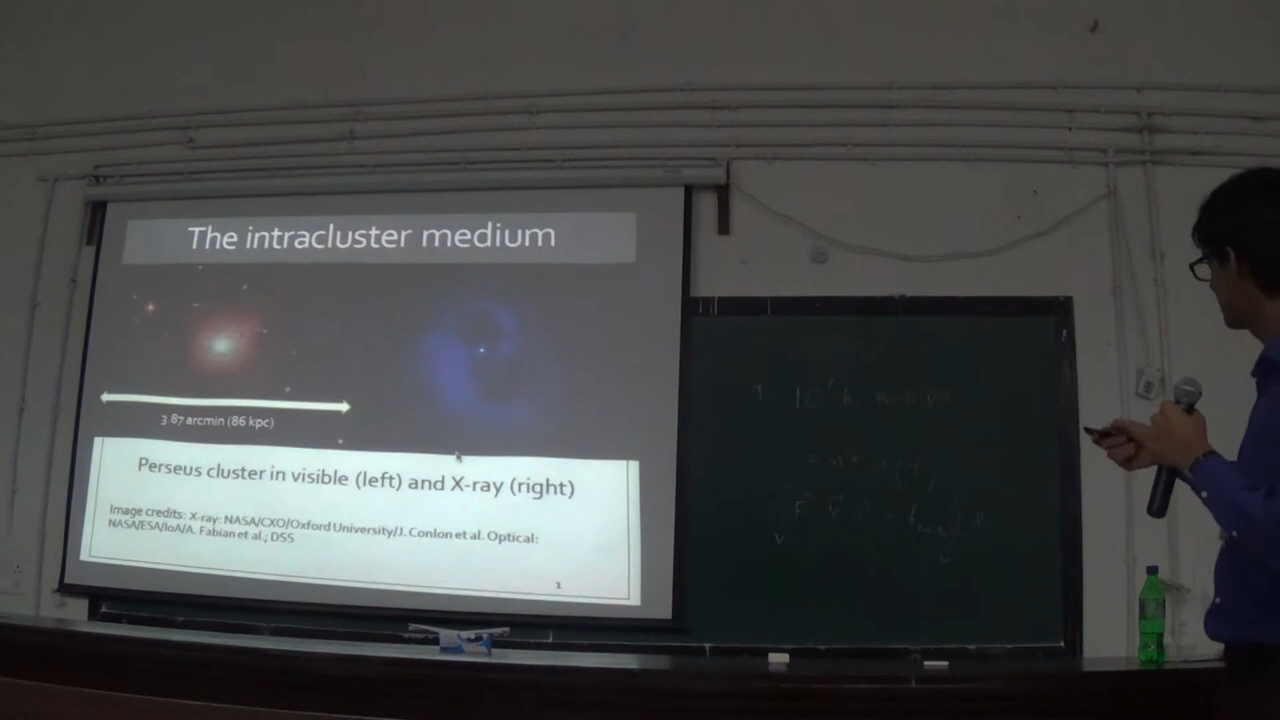 The intracluster medium
3.87 arcmin (86 kpc)
Perseus cluster in visible (left) and X-ray (right)
Image credits: X-ray: NASA/CXO/Oxford University/J. Conlon et al. Optical:
NASA/ESA/IoA/A. Fabian et al.; DSS
1